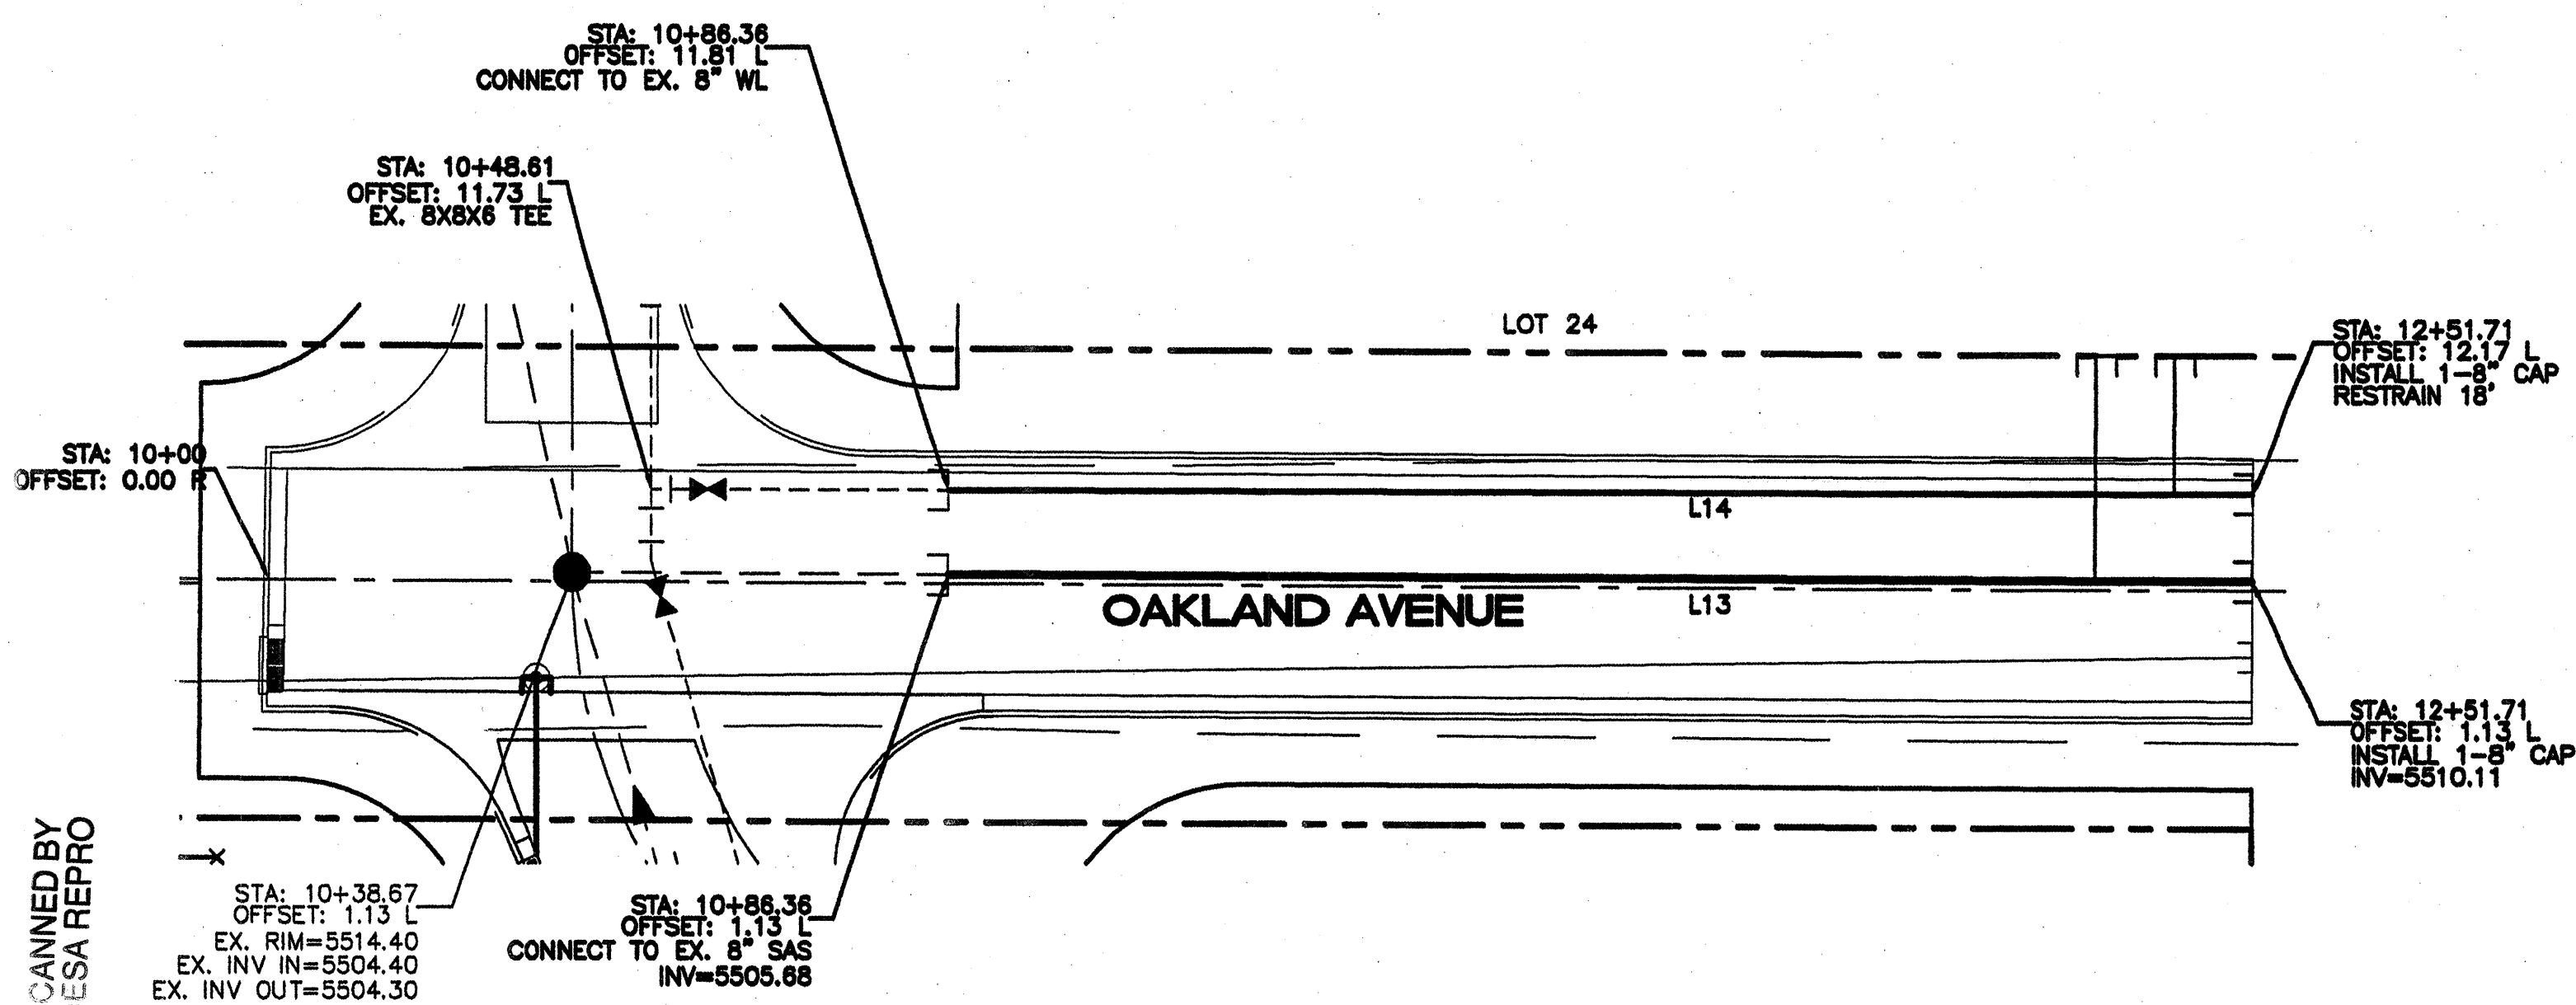 STA: 10+86.36
OFFSET: 11.81 L
CONNECT TO EX. 8" WL
STA: 10+48.61
OFFSET: 11.73 L
EX. 8X8X6 TEE
LOT 24
STA: 12+51.71
OFFSET: 12.17 L
INSTALL 1-8" CAP
RESTRAIN 18'
STA: 10+00
OFFSET: 0.00 R
L14
OAKLAND AVENUE
L13
STA: 12+51.71
OFFSET: 1.13 L
INSTALL 1-8" CAP
INV=5510.11
STA: 10+38.67
OFFSET: 1.13 L
EX. RIM=5514.40
EX. INV IN=5504.40
EX. INV OUT=5504.30
STA: 10+86.36
OFFSET: 1.13 L
CONNECT TO EX. 8" SAS
INV=5505.68
CANNED BY
ESA REPRO